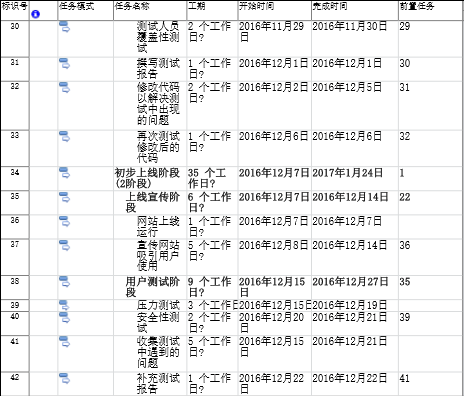 标识号 任务模式 任务名称 工期 开始时间 完成时间 前置任务
30 测试人员 2 个工作 2016年11月29 2016年11月30日 29
覆盖性测 日? 日
试
31 撰写测试 1 个工作 2016年12月1日 2016年12月1日 30
报告 日?
32 修改代码 2 个工作 2016年12月2日 2016年12月5日 31
以解决测 日?
试中出现
的问题
33 再次测试 1 个工作 2016年12月6日 2016年12月6日 32
修改后的 日?
代码
34 初步上线阶段 35 个工 2016年12月7日 2017年1月24日 1
(2阶段) 作日?
35 上线宣传阶 6 个工作 2016年12月7日 2016年12月14日 22
段 日?
36 网站上线 1 个工作 2016年12月7日 2016年12月7日
运行 日?
37 宣传网站 5 个工作 2016年12月8日 2016年12月14日 36
吸引用户 日?
使用
38 用户测试阶 9 个工作 2016年12月15 2016年12月27日 35
段 日? 日
39 压力测试 3 个工作日 2016年12月15日 2016年12月19日
40 安全性测 2 个工作 2016年12月20 2016年12月21日 39
试 日? 日
41 收集测试 5 个工作 2016年12月15 2016年12月21日
中遇到的 日? 日
问题
42 补充测试 1 个工作 2016年12月22 2016年12月22日 41
报告 日? 日